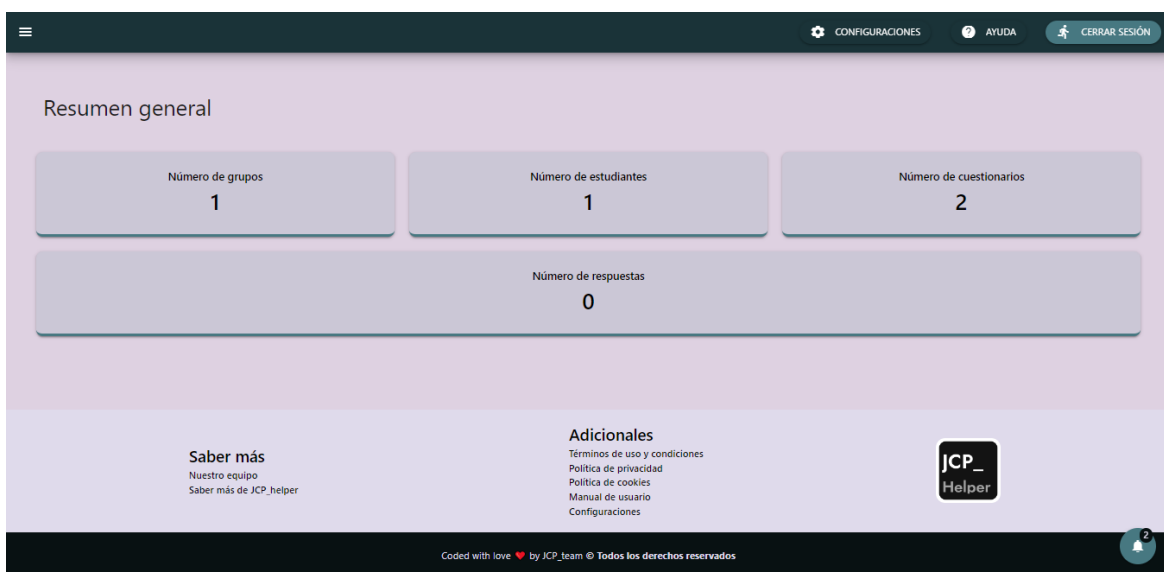 CONFIGURACIONES
AYUDA
CERRAR SESIÓN
Resumen general
Número de grupos
1
Número de estudiantes
1
Número de cuestionarios
2
Número de respuestas
0
Saber más
Nuestro equipo
Saber más de JCP_helper
Adicionales
Términos de uso y condiciones
Política de privacidad
Política de cookies
Manual de usuario
Configuraciones
JCP_
Helper
Coded with love ❤ by JCP_team © Todos los derechos reservados
2